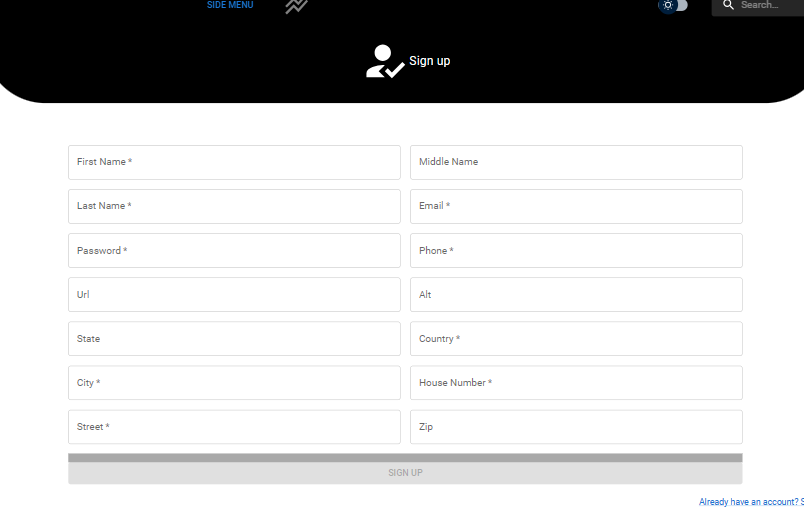 SIDE MENU Search...
Sign up
First Name * Middle Name
Last Name * Email *
Password * Phone *
Url Alt
State Country *
City * House Number *
Street * Zip
SIGN UP
Already have an account? S